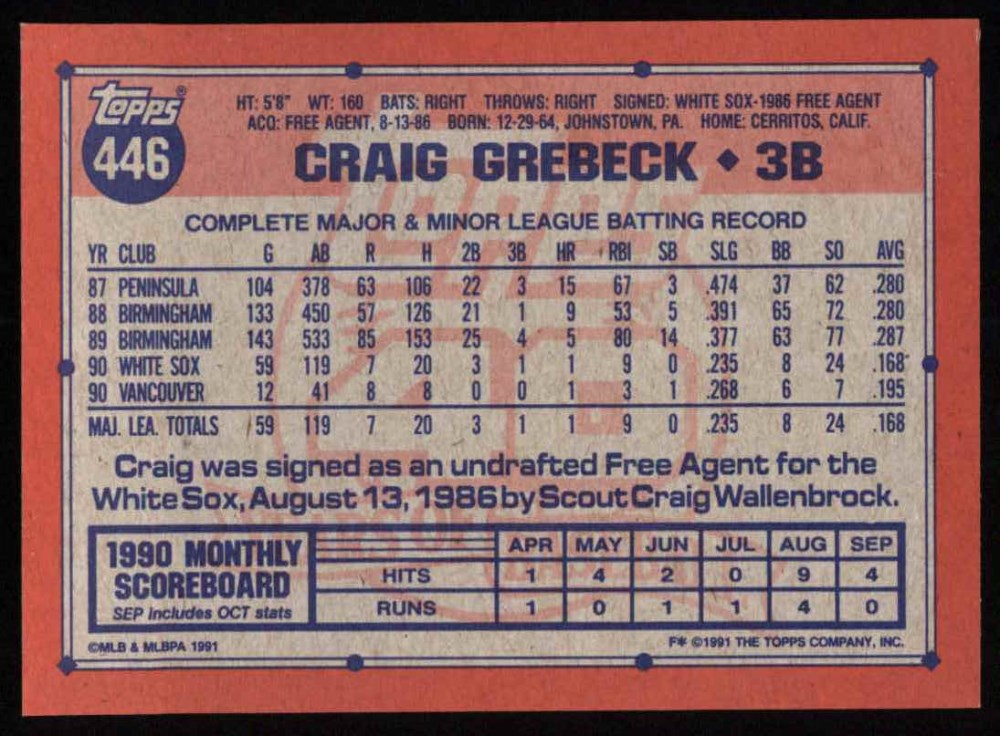 Topps®
446
HT: 5'8" WT: 160 BATS: RIGHT THROWS: RIGHT SIGNED: WHITE SOX-1986 FREE AGENT
ACQ: FREE AGENT, 8-13-86 BORN: 12-29-64, JOHNSTOWN, PA. HOME: CERRITOS, CALIF.
CRAIG GREBECK ◆ 3B
COMPLETE MAJOR & MINOR LEAGUE BATTING RECORD
YR CLUB G AB R H 2B 3B HR RBI SB SLG BB SO AVG
87 PENINSULA 104 378 63 106 22 3 15 67 3 .474 37 62 .280
88 BIRMINGHAM 133 450 57 126 21 1 9 53 5 .391 65 72 .280
89 BIRMINGHAM 143 533 85 153 25 4 5 80 14 .377 63 77 .287
90 WHITE SOX 59 119 7 20 3 1 1 9 0 .235 8 24 .168
90 VANCOUVER 12 41 8 8 0 0 1 3 1 .268 6 7 .195
MAJ. LEA. TOTALS 59 119 7 20 3 1 1 9 0 .235 8 24 .168
Craig was signed as an undrafted Free Agent for the
White Sox, August 13, 1986 by Scout Craig Wallenbrock.
1990 MONTHLY
SCOREBOARD
SEP includes OCT stats
APR MAY JUN JUL AUG SEP
HITS 1 4 2 0 9 4
RUNS 1 0 1 1 4 0
©MLB & MLBPA 1991
F* ©1991 THE TOPPS COMPANY, INC.